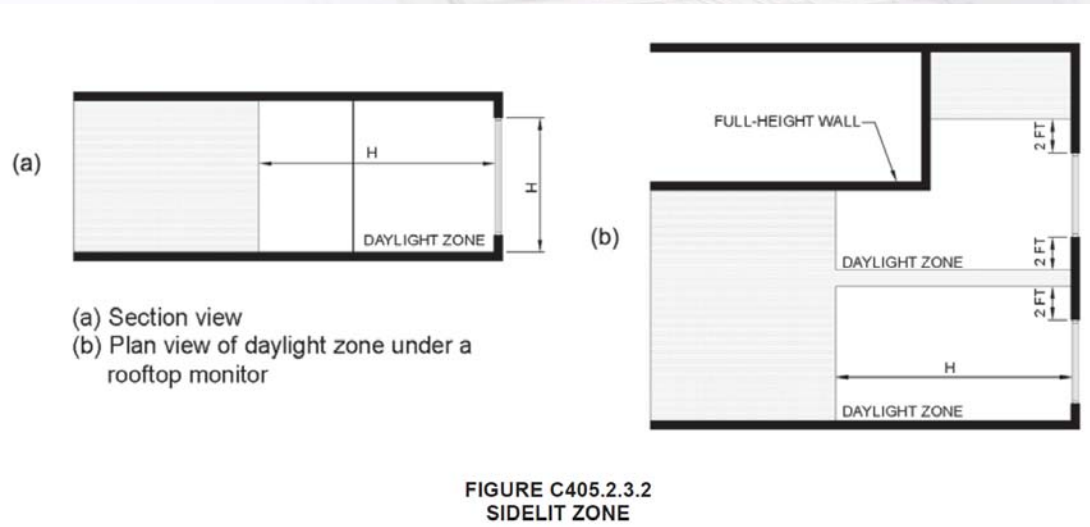 (a)
H
H
DAYLIGHT ZONE
(a) Section view
(b) Plan view of daylight zone under a
rooftop monitor
(b)
FULL-HEIGHT WALL
2 FT
2 FT
DAYLIGHT ZONE
2 FT
H
DAYLIGHT ZONE
FIGURE C405.2.3.2
SIDELIT ZONE